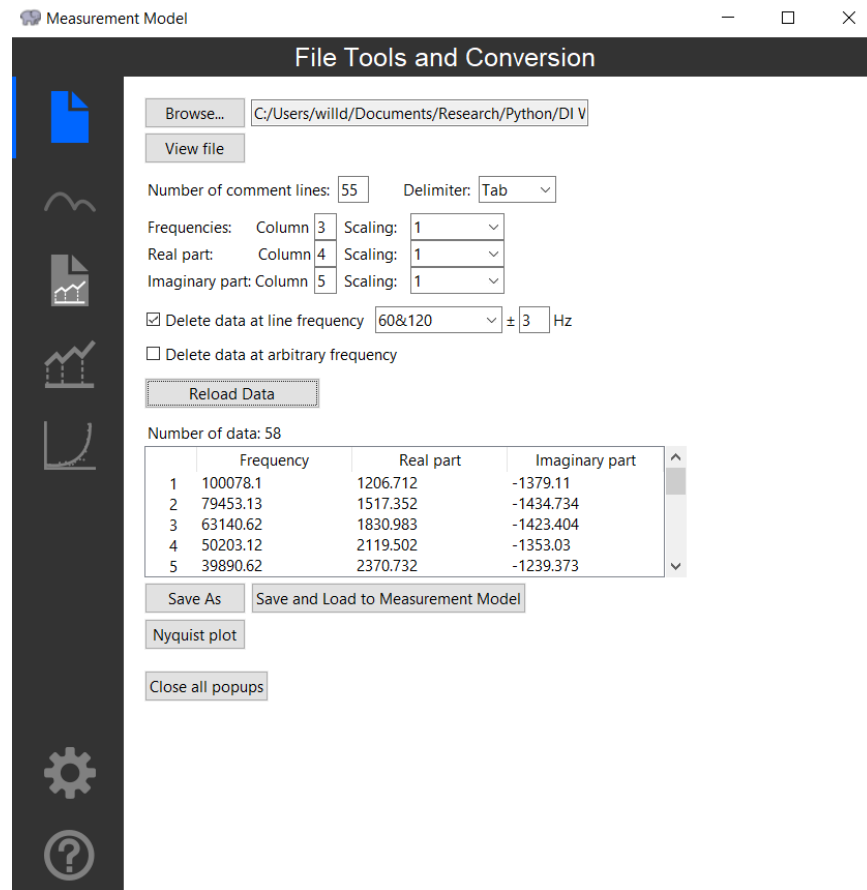 Measurement Model
File Tools and Conversion
Browse... C:/Users/willd/Documents/Research/Python/DI V
View file
Number of comment lines: 55 Delimiter: Tab
Frequencies: Column 3 Scaling: 1
Real part: Column 4 Scaling: 1
Imaginary part: Column 5 Scaling: 1
Delete data at line frequency 60&120 ± 3 Hz
Delete data at arbitrary frequency
Reload Data
Number of data: 58
Frequency Real part Imaginary part
1 100078.1 1206.712 -1379.11
2 79453.13 1517.352 -1434.734
3 63140.62 1830.983 -1423.404
4 50203.12 2119.502 -1353.03
5 39890.62 2370.732 -1239.373
Save As Save and Load to Measurement Model
Nyquist plot
Close all popups